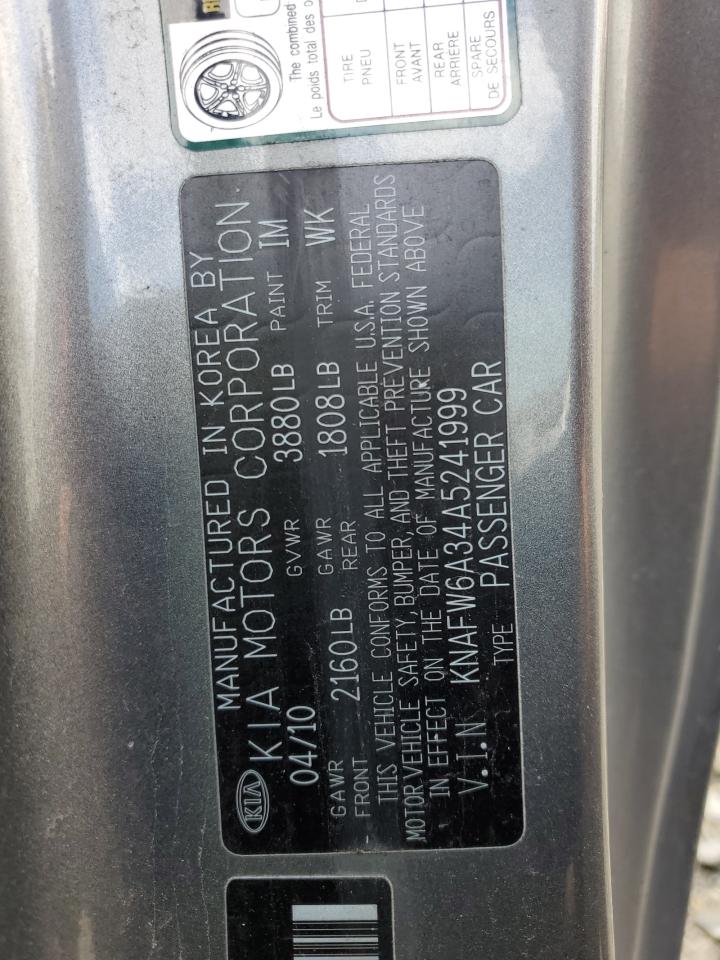 The combined
Le poids total des
TIRE
PNEU
FRONT
AVANT
REAR
ARRIERE
SPARE
DE SECOURS
MANUFACTURED IN KOREA BY
KIA KIA MOTORS CORPORATION
04/10 GVWR 3880LB PAINT IM
GAWR FRONT 2160LB GAWR REAR 1808LB TRIM WK
THIS VEHICLE CONFORMS TO ALL APPLICABLE U.S.A. FEDERAL
MOTOR VEHICLE SAFETY, BUMPER, AND THEFT PREVENTION STANDARDS
IN EFFECT ON THE DATE OF MANUFACTURE SHOWN ABOVE
V.I.N KNAFW6A34A5241999
TYPE PASSENGER CAR